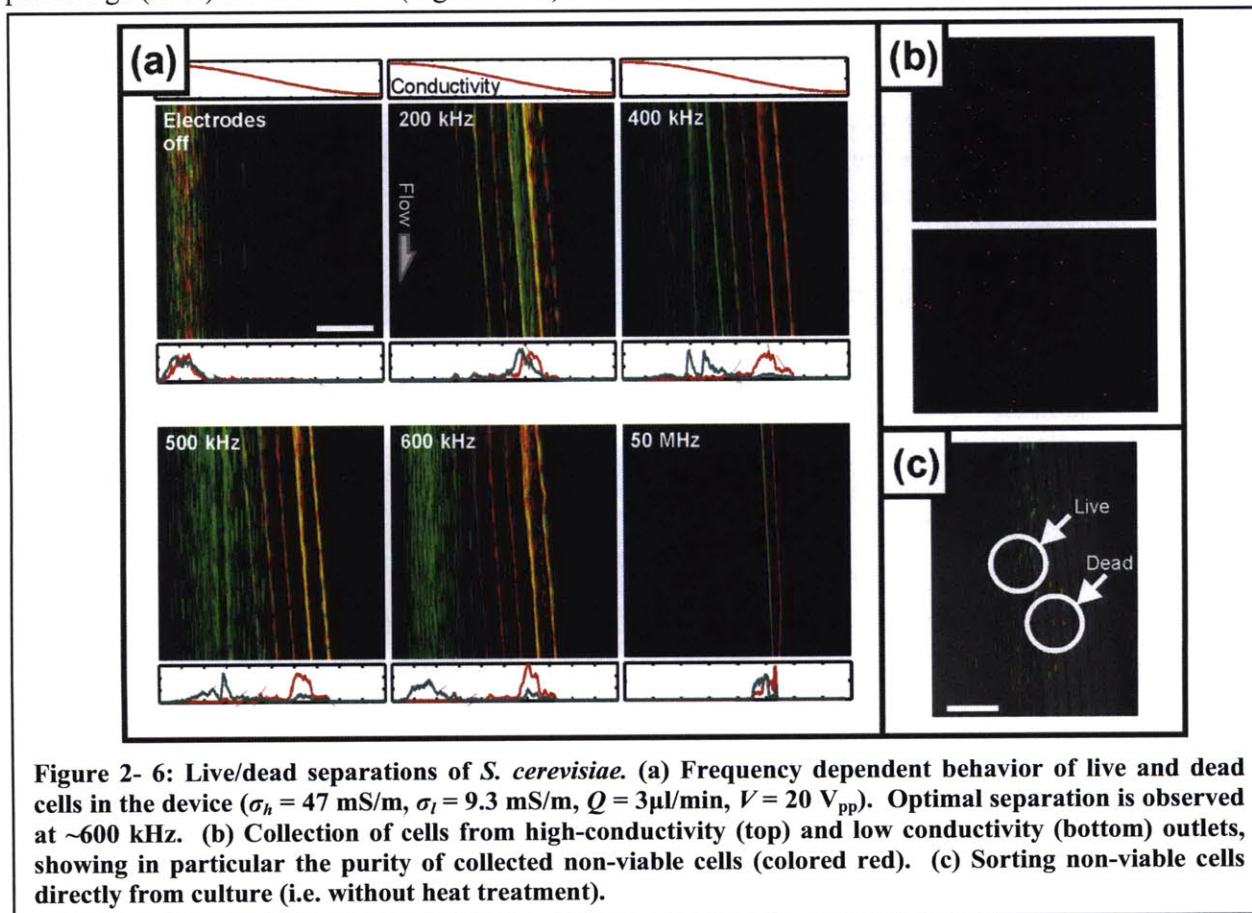 (a)
Conductivity
Electrodes
off
200 kHz
400 kHz
Flow
500 kHz
600 kHz
50 MHz
(b)
(c)
Live
Dead
Figure 2- 6: Live/dead separations of S. cerevisiae. (a) Frequency dependent behavior of live and dead
cells in the device (σh = 47 mS/m, σl = 9.3 mS/m, Q = 3μl/min, V = 20 Vpp). Optimal separation is observed
at ~600 kHz. (b) Collection of cells from high-conductivity (top) and low conductivity (bottom) outlets,
showing in particular the purity of collected non-viable cells (colored red). (c) Sorting non-viable cells
directly from culture (i.e. without heat treatment).